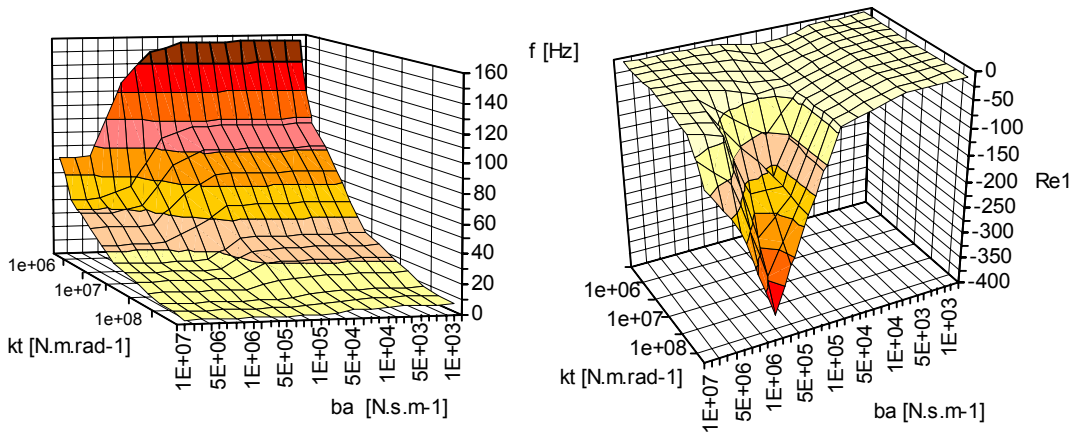 160
140
120
100
80
60
40
20
0
1e+06
1e+07
1e+08
kt [N.m.rad-1]
1E+07
5E+06
1E+06
5E+05
1E+05
5E+04
1E+04
5E+03
1E+03
ba [N.s.m-1]
f [Hz]
0
-50
-100
-150
-200
-250
-300
-350
-400
Re1
1e+06
1e+07
1e+08
kt [N.m.rad-1]
1E+07
5E+06
1E+06
5E+05
1E+05
5E+04
1E+04
5E+03
1E+03
ba [N.s.m-1]